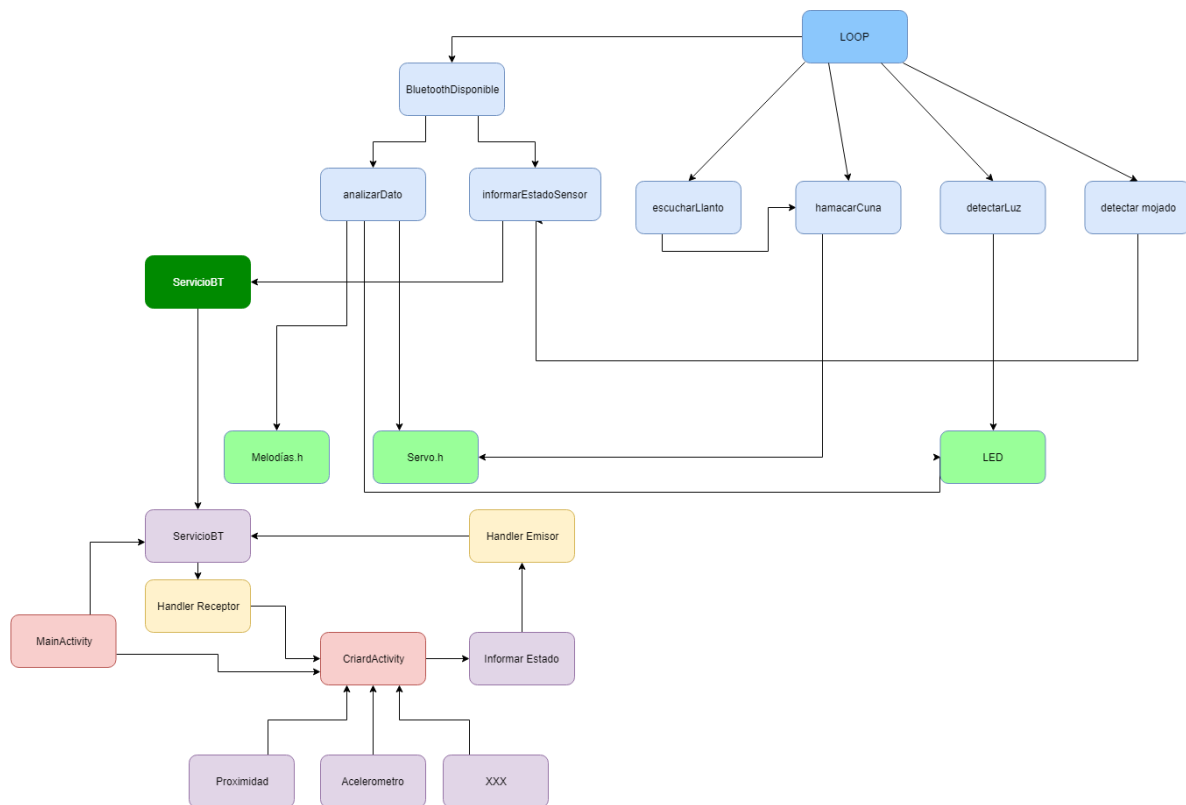 LOOP
BluetoothDisponible
analizarDato
informarEstadoSensor
escucharLlanto
hamacarCuna
detectarLuz
detectar mojado
ServicioBT
Melodías.h
Servo.h
LED
ServicioBT
Handler Emisor
Handler Receptor
MainActivity
CriardActivity
Informar Estado
Proximidad
Acelerometro
XXX